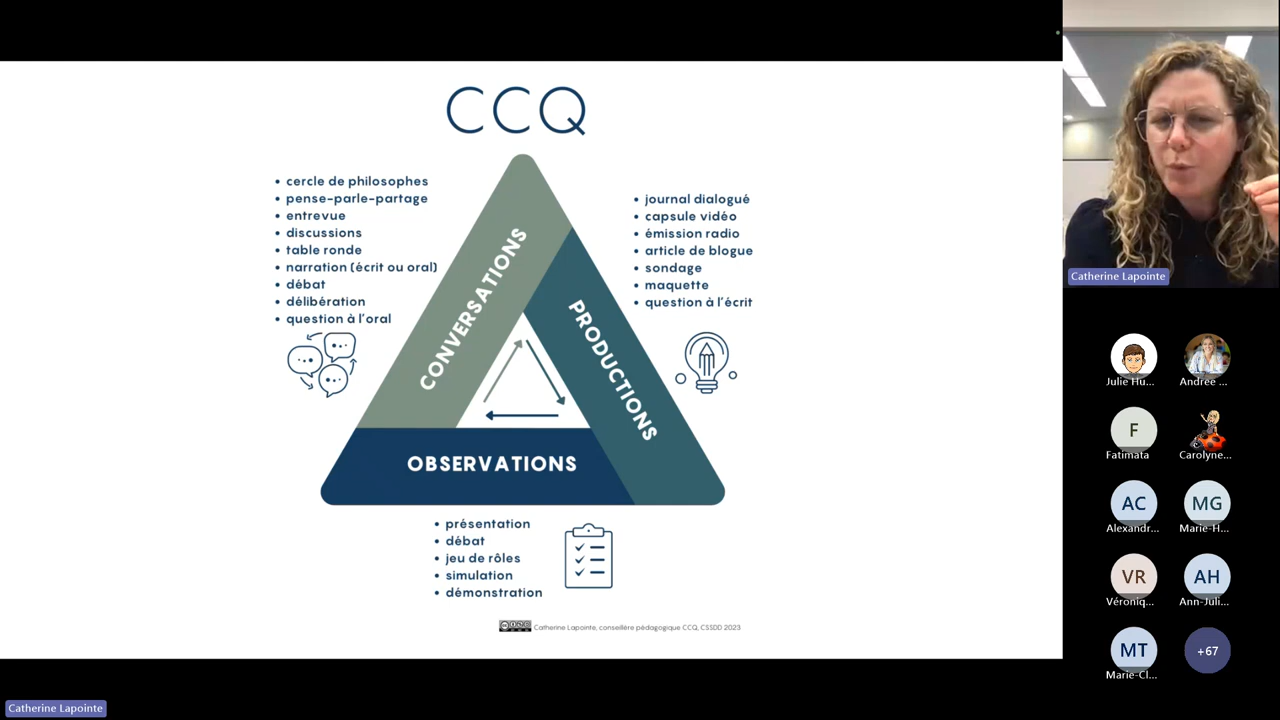 CCQ
• cercle de philosophes
• pense-parle-partage
• entrevue
• discussions
• table ronde
• narration (écrit ou oral)
• débat
• délibération
• question à l'oral
• journal dialogué
• capsule vidéo
• émission radio
• article de blogue
• sondage
• maquette
• question à l'écrit
CONVERSATIONS
PRODUCTIONS
OBSERVATIONS
• présentation
• débat
• jeu de rôles
• simulation
• démonstration
Catherine Lapointe, conseillère pédagogique CCQ, CSSDD 2023
Catherine Lapointe
Julie Hu...
Andree ...
F
Fatimata
Carolyne...
AC
MG
Alexandr...
Marie-H...
VR
AH
Véroniq...
Ann-Juli...
MT
+67
Marie-Cl...
Catherine Lapointe